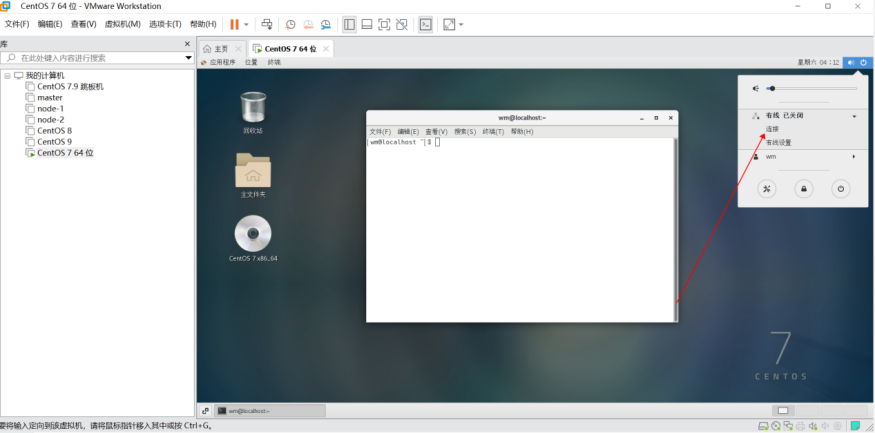 CentOS 7 64 位 - VMware Workstation
文件(F) 编辑(E) 查看(V) 虚拟机(M) 选项卡(T) 帮助(H)
库
在此处键入内容进行搜索
主页
CentOS 7 64 位
我的计算机
CentOS 7.9 跳板机
master
node-1
node-2
CentOS 8
CentOS 9
CentOS 7 64 位
应用程序 位置 终端
星期六 04:12
回收站
主文件夹
CentOS 7 x86_64
wm@localhost:~
文件(F) 编辑(E) 查看(V) 搜索(S) 终端(T) 帮助(H)
[wm@localhost ~]$
有线 已关闭
连接
有线设置
wm
7
CENTOS
wm@localhost:~
要将输入定向到该虚拟机，请将鼠标指针移入其中或按 Ctrl+G。